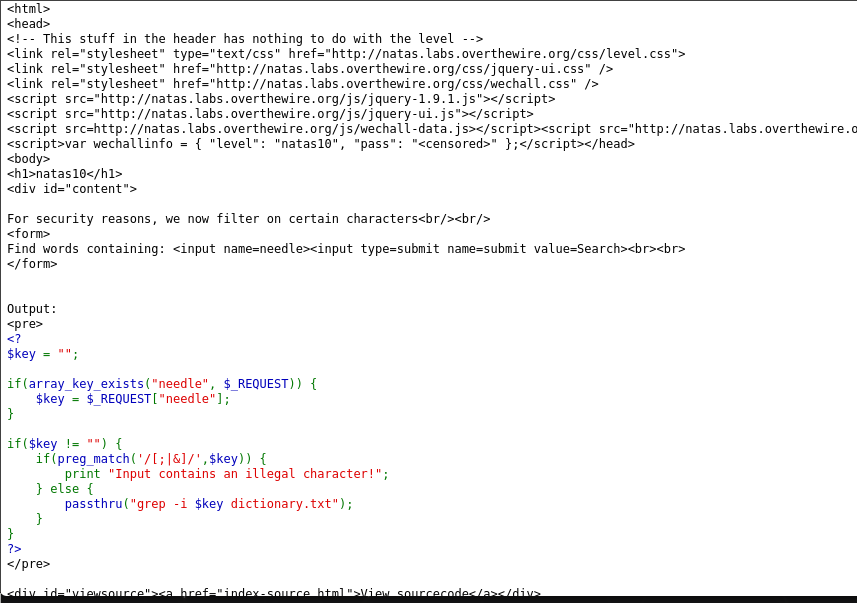 <html>
<head>
<!-- This stuff in the header has nothing to do with the level -->
<link rel="stylesheet" type="text/css" href="http://natas.labs.overthewire.org/css/level.css">
<link rel="stylesheet" href="http://natas.labs.overthewire.org/css/jquery-ui.css" />
<link rel="stylesheet" href="http://natas.labs.overthewire.org/css/wechall.css" />
<script src="http://natas.labs.overthewire.org/js/jquery-1.9.1.js"></script>
<script src="http://natas.labs.overthewire.org/js/jquery-ui.js"></script>
<script src=http://natas.labs.overthewire.org/js/wechall-data.js></script><script src="http://natas.labs.overthewire.o
<script>var wechallinfo = { "level": "natas10", "pass": "<censored>" };</script></head>
<body>
<h1>natas10</h1>
<div id="content">
For security reasons, we now filter on certain characters<br/><br/>
<form>
Find words containing: <input name=needle><input type=submit name=submit value=Search><br><br>
</form>
Output:
<pre>
<?
$key = "";
if(array_key_exists("needle", $_REQUEST)) {
    $key = $_REQUEST["needle"];
}
if($key != "") {
    if(preg_match('/[;|&]/',$key)) {
        print "Input contains an illegal character!";
    } else {
        passthru("grep -i $key dictionary.txt");
    }
}
?>
</pre>
<div id="viewsource"><a href="index-source.html">View sourcecode</a></div>